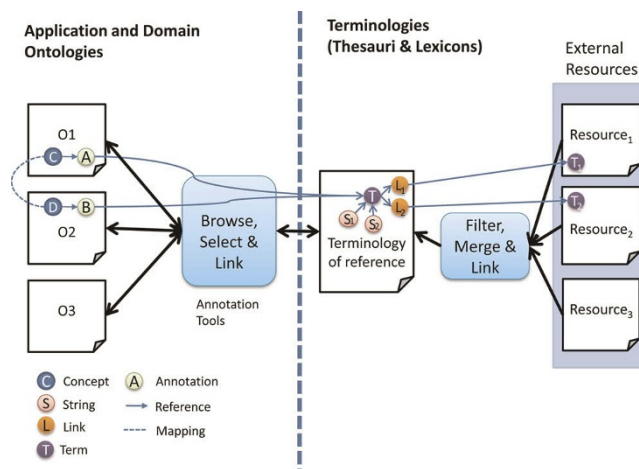 Application and Domain
Ontologies
Terminologies
(Thesauri & Lexicons)
External
Resources
O1
C
A
D
B
O2
O3
Browse,
Select &
Link
Annotation
Tools
T
L1
L2
S1
S2
Terminology
of reference
Filter,
Merge &
Link
Resource1
T1
Resource2
Resource3
C Concept
A Annotation
S String
Reference
L Link
L Link
Mapping
T Term